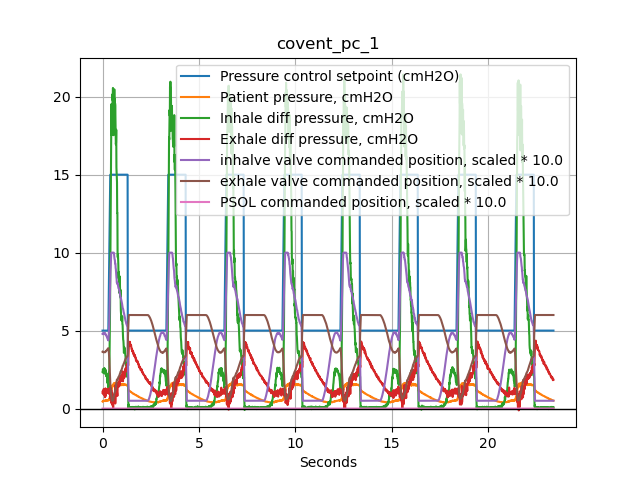 covent_pc_1
Pressure control setpoint (cmH2O)
Patient pressure, cmH2O
Inhale diff pressure, cmH2O
Exhale diff pressure, cmH2O
inhalve valve commanded position, scaled * 10.0
exhale valve commanded position, scaled * 10.0
PSOL commanded position, scaled * 10.0
20
15
10
5
0
0 5 10 15 20
Seconds